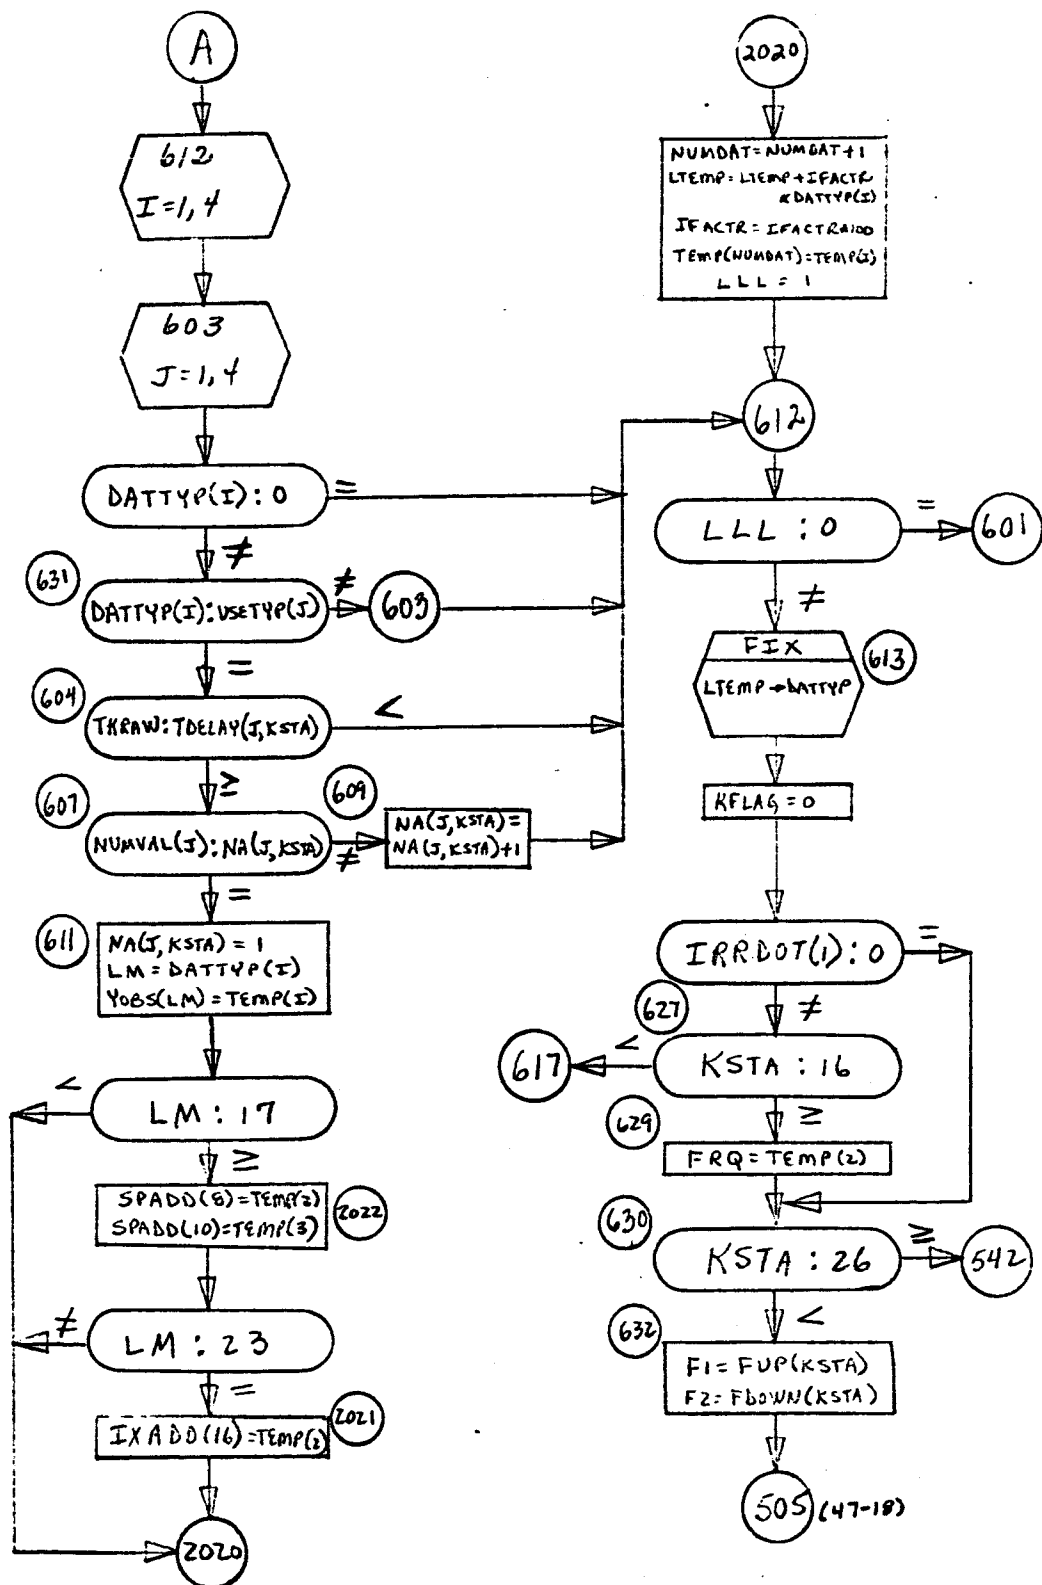 A
612
I=1,4
603
J=1,4
DATTYP(I):0
=
≠
631
DATTYP(I):USETYP(J)
≠
603
=
604
TKRAW:TDELAY(J,KSTA)
<
≥
607
NUMVAL(J):NA(J,KSTA)
≠
609
NA(J,KSTA)=
NA(J,KSTA)+1
=
611
NA(J,KSTA)=1
LM=DATTYP(I)
YOBS(LM)=TEMP(I)
<
LM:17
≥
SPADD(8)=TEMP(2)
SPADD(10)=TEMP(3)
2022
≠
LM:23
=
IXADD(16)=TEMP(2)
2021
2020
2020
NUMDAT=NUMDAT+1
LTEMP=LTEMP+IFACTR
*DATTYP(I)
IFACTR=IFACTR*100
TEMP(NUMDAT)=TEMP(I)
LLL=1
612
LLL:0
=
601
≠
FIX
613
LTEMP→DATTYP
KFLAG=0
IRRDOT(1):0
=
≠
627
<
617
KSTA:16
≥
629
FRQ=TEMP(2)
630
KSTA:26
≥
542
<
632
F1=FUP(KSTA)
F2=FDOWN(KSTA)
505 (47-18)